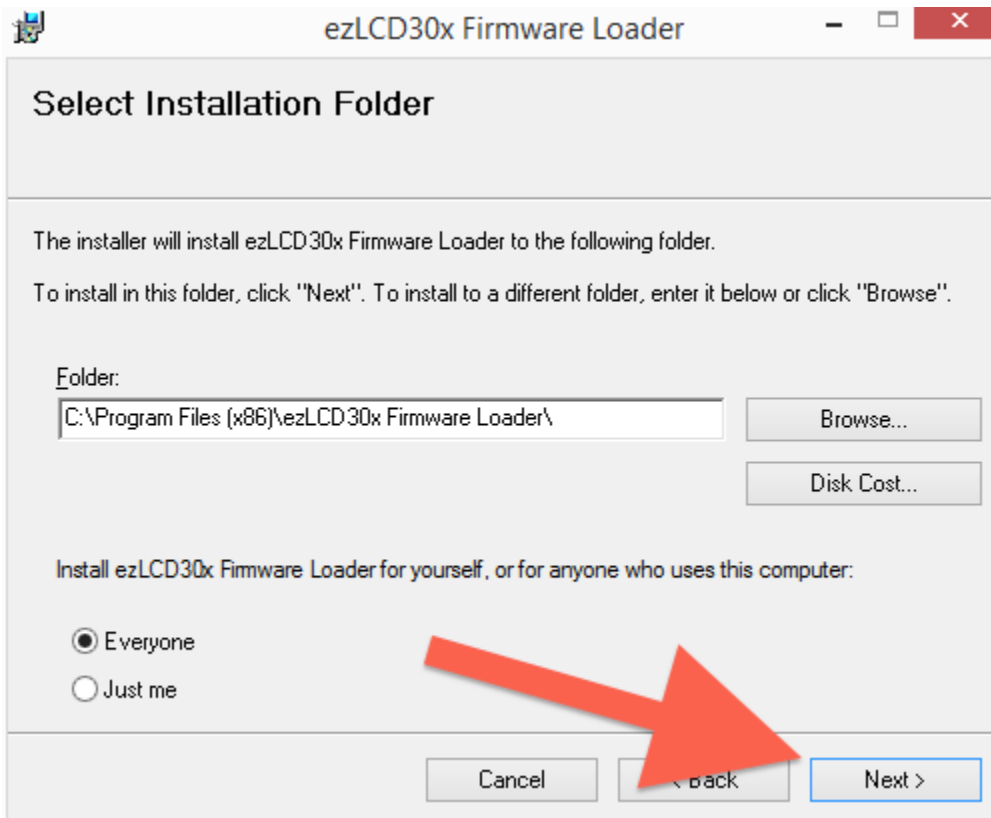 ezLCD30x Firmware Loader
Select Installation Folder
The installer will install ezLCD30x Firmware Loader to the following folder.
To install in this folder, click "Next". To install to a different folder, enter it below or click "Browse".
Folder:
C:\Program Files (x86)\ezLCD30x Firmware Loader\
Browse...
Disk Cost...
Install ezLCD30x Firmware Loader for yourself, or for anyone who uses this computer:
Everyone
Just me
Cancel
< Back
Next >